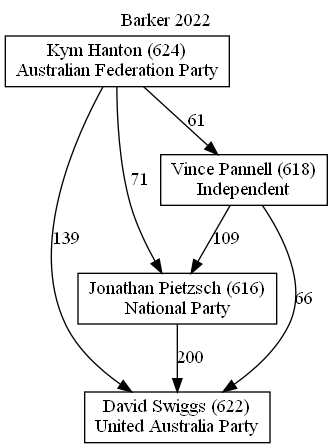 Barker 2022
Kym Hanton (624)
Australian Federation Party
61
Vince Pannell (618)
Independent
71
139
109
Jonathan Pietzsch (616)
National Party
66
200
David Swiggs (622)
United Australia Party